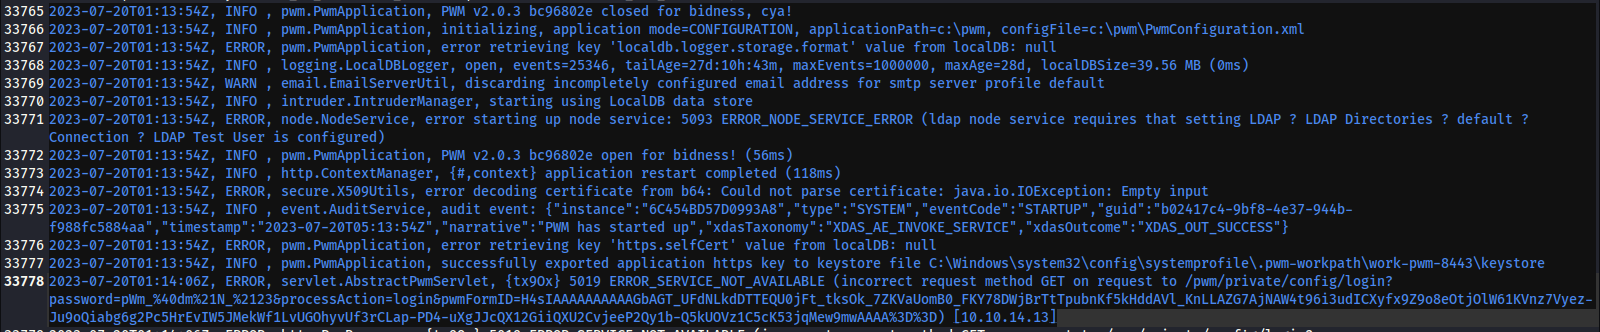 33765 2023-07-20T01:13:54Z, INFO , pwm.PwmApplication, PWM v2.0.3 bc96802e closed for bidness, cya!
33766 2023-07-20T01:13:54Z, INFO , pwm.PwmApplication, initializing, application mode=CONFIGURATION, applicationPath=c:\pwm, configFile=c:\pwm\PwmConfiguration.xml
33767 2023-07-20T01:13:54Z, ERROR, pwm.PwmApplication, error retrieving key 'localdb.logger.storage.format' value from localDB: null
33768 2023-07-20T01:13:54Z, INFO , logging.LocalDBLogger, open, events=25346, tailAge=27d:10h:43m, maxEvents=1000000, maxAge=28d, localDBSize=39.56 MB (0ms)
33769 2023-07-20T01:13:54Z, WARN , email.EmailServerUtil, discarding incompletely configured email address for smtp server profile default
33770 2023-07-20T01:13:54Z, INFO , intruder.IntruderManager, starting using LocalDB data store
33771 2023-07-20T01:13:54Z, ERROR, node.NodeService, error starting up node service: 5093 ERROR_NODE_SERVICE_ERROR (ldap node service requires that setting LDAP ? LDAP Directories ? default ?
Connection ? LDAP Test User is configured)
33772 2023-07-20T01:13:54Z, INFO , pwm.PwmApplication, PWM v2.0.3 bc96802e open for bidness! (56ms)
33773 2023-07-20T01:13:54Z, INFO , http.ContextManager, {#,context} application restart completed (118ms)
33774 2023-07-20T01:13:54Z, ERROR, secure.X509Utils, error decoding certificate from b64: Could not parse certificate: java.io.IOException: Empty input
33775 2023-07-20T01:13:54Z, INFO , event.AuditService, audit event: {"instance":"6C454BD57D0993A8","type":"SYSTEM","eventCode":"STARTUP","guid":"b02417c4-9bf8-4e37-944b-
f988fc5884aa","timestamp":"2023-07-20T05:13:54Z","narrative":"PWM has started up","xdasTaxonomy":"XDAS_AE_INVOKE_SERVICE","xdasOutcome":"XDAS_OUT_SUCCESS"}
33776 2023-07-20T01:13:54Z, ERROR, pwm.PwmApplication, error retrieving key 'https.selfCert' value from localDB: null
33777 2023-07-20T01:13:54Z, INFO , pwm.PwmApplication, successfully exported application https key to keystore file C:\Windows\system32\config\systemprofile\.pwm-workpath\work-pwm-8443\keystore
33778 2023-07-20T01:14:06Z, ERROR, servlet.AbstractPwmServlet, {tx9Ox} 5019 ERROR_SERVICE_NOT_AVAILABLE (incorrect request method GET on request to /pwm/private/config/login?
password=pWm_%40dm%21N_%2123&processAction=login&pwmFormID=H4sIAAAAAAAAAAGbAGT_UFdNLkdDTTEQU0jFt_tksOk_7ZKVaUomB0_FKY78DWjBrTtTpubnKf5kHddAVl_KnLLAZG7AjNAW4t96i3udICXyfx9Z9o8eOtjOlW61KVnz7Vyez-
Ju9oQiabg6g2Pc5HrEvIW5JMekWf1LvUGOhyvUf3rCLap-PD4-uXgJJcQX12GiiQXU2CvjeeP2Qy1b-Q5kUOVz1C5cK53jqMew9mwAAAA%3D%3D) [10.10.14.13]